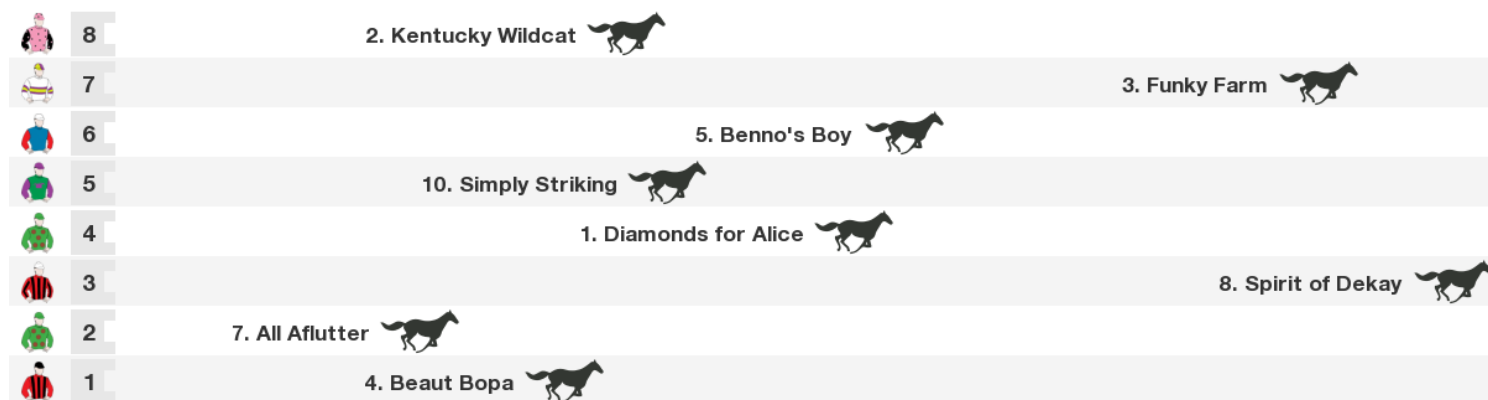 8 2. Kentucky Wildcat
7 3. Funky Farm
6 5. Benno's Boy
5 10. Simply Striking
4 1. Diamonds for Alice
3 8. Spirit of Dekay
2 7. All Aflutter
1 4. Beaut Bopa